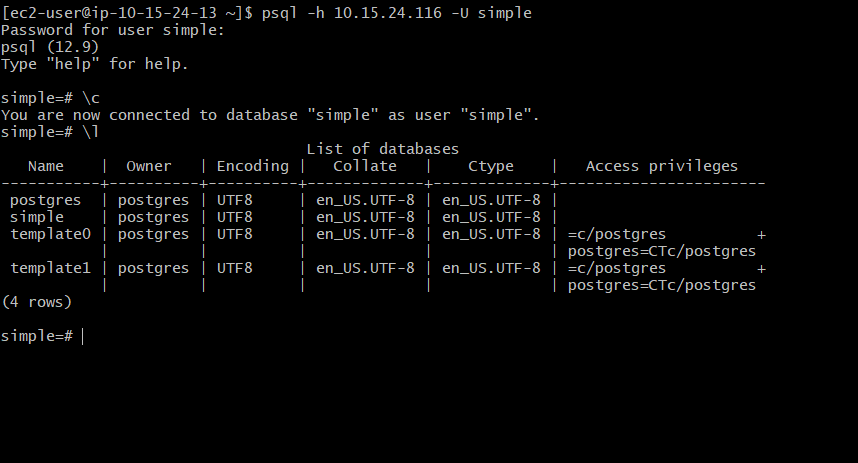 [ec2-user@ip-10-15-24-13 ~]$ psql -h 10.15.24.116 -U simple
Password for user simple:
psql (12.9)
Type "help" for help.

simple=# \c
You are now connected to database "simple" as user "simple".
simple=# \l
                                  List of databases
   Name    |  Owner   | Encoding |   Collate   |    Ctype    |   Access privileges
-----------+----------+----------+-------------+-------------+-----------------------
 postgres  | postgres | UTF8     | en_US.UTF-8 | en_US.UTF-8 |
 simple    | postgres | UTF8     | en_US.UTF-8 | en_US.UTF-8 |
 template0 | postgres | UTF8     | en_US.UTF-8 | en_US.UTF-8 | =c/postgres          +
           |          |          |             |             | postgres=CTc/postgres
 template1 | postgres | UTF8     | en_US.UTF-8 | en_US.UTF-8 | =c/postgres          +
           |          |          |             |             | postgres=CTc/postgres
(4 rows)

simple=#